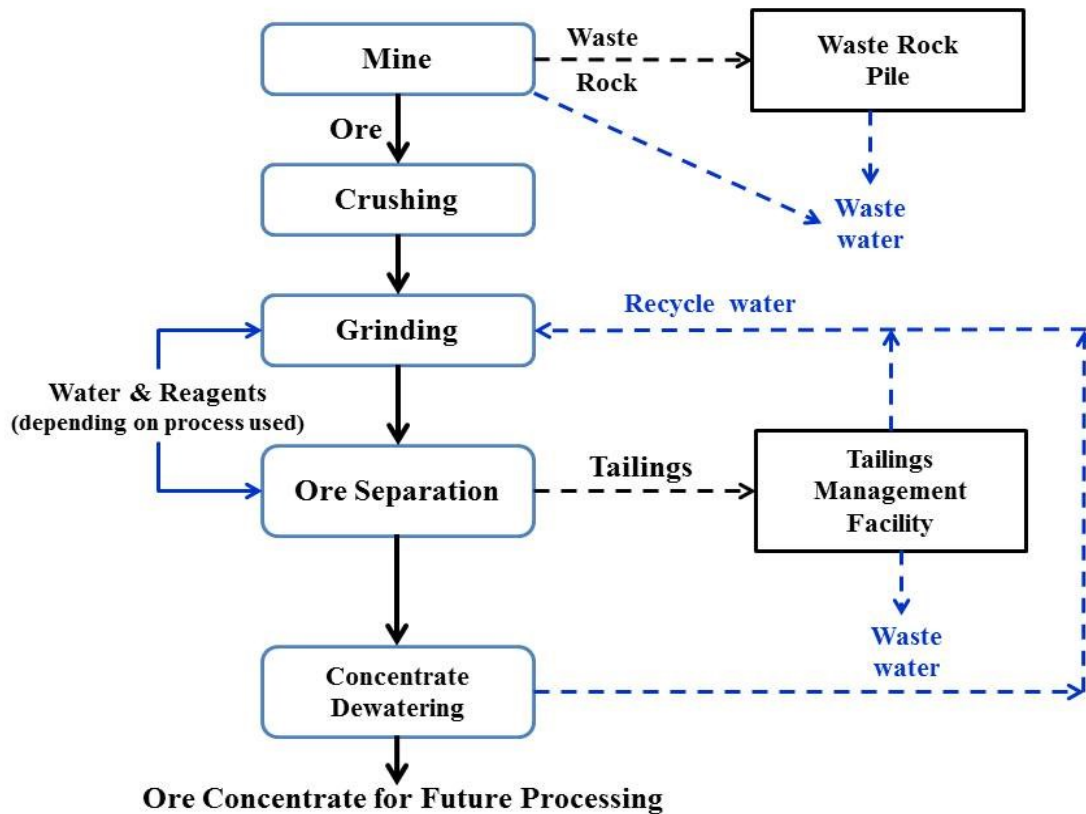 Mine
Waste
Rock
Waste Rock
Pile
Ore
Crushing
Waste
water
Recycle water
Grinding
Water & Reagents
(depending on process used)
Ore Separation
Tailings
Tailings
Management
Facility
Waste
water
Concentrate
Dewatering
Ore Concentrate for Future Processing